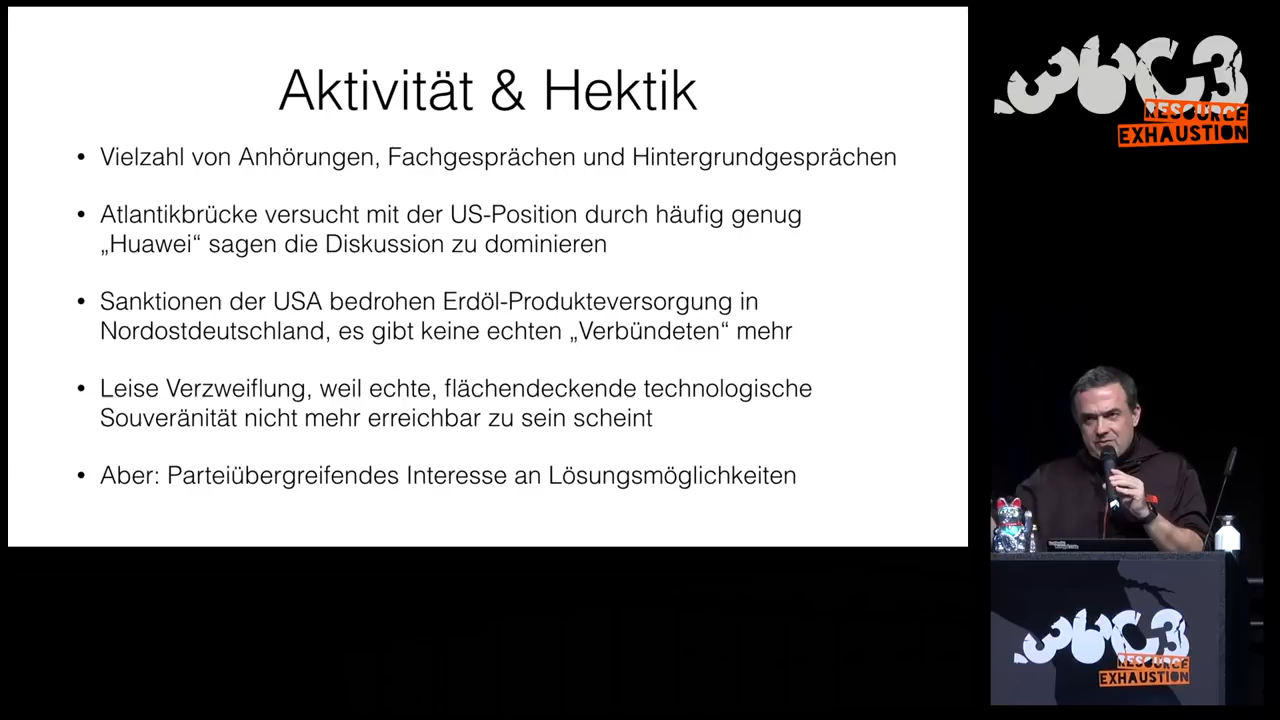 Aktivität & Hektik
• Vielzahl von Anhörungen, Fachgesprächen und Hintergrundgesprächen
• Atlantikbrücke versucht mit der US-Position durch häufig genug
„Huawei“ sagen die Diskussion zu dominieren
• Sanktionen der USA bedrohen Erdöl-Produkteversorgung in
Nordostdeutschland, es gibt keine echten „Verbündeten“ mehr
• Leise Verzweiflung, weil echte, flächendeckende technologische
Souveränität nicht mehr erreichbar zu sein scheint
• Aber: Parteiübergreifendes Interesse an Lösungsmöglichkeiten
36C3
RESOURCE
EXHAUSTION
36C3
RESOURCE
EXHAUSTION